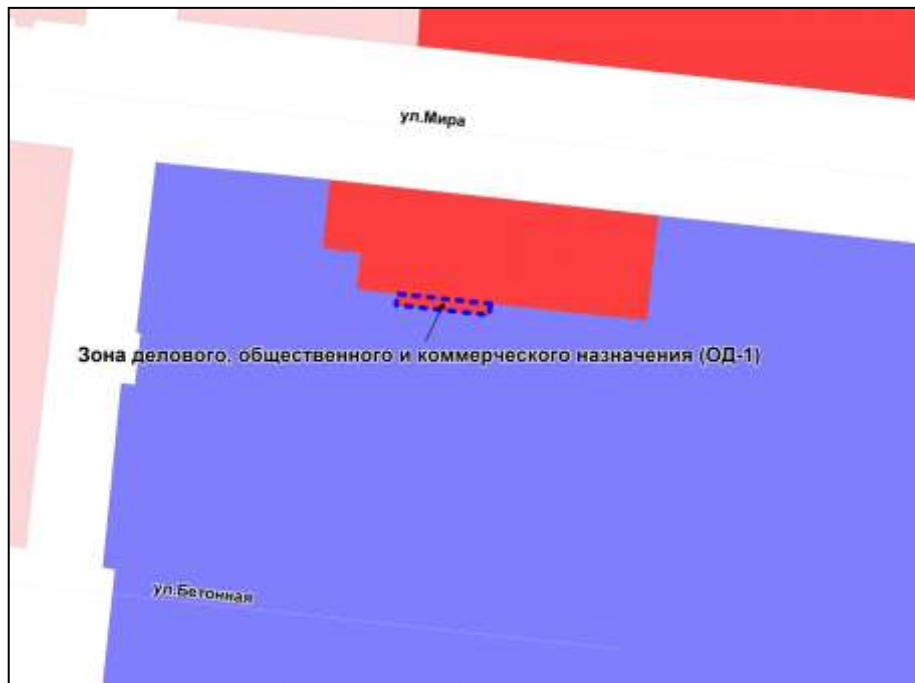 ул.Мира
Зона делового, общественного и коммерческого назначения (ОД-1)
ул.Бетонная